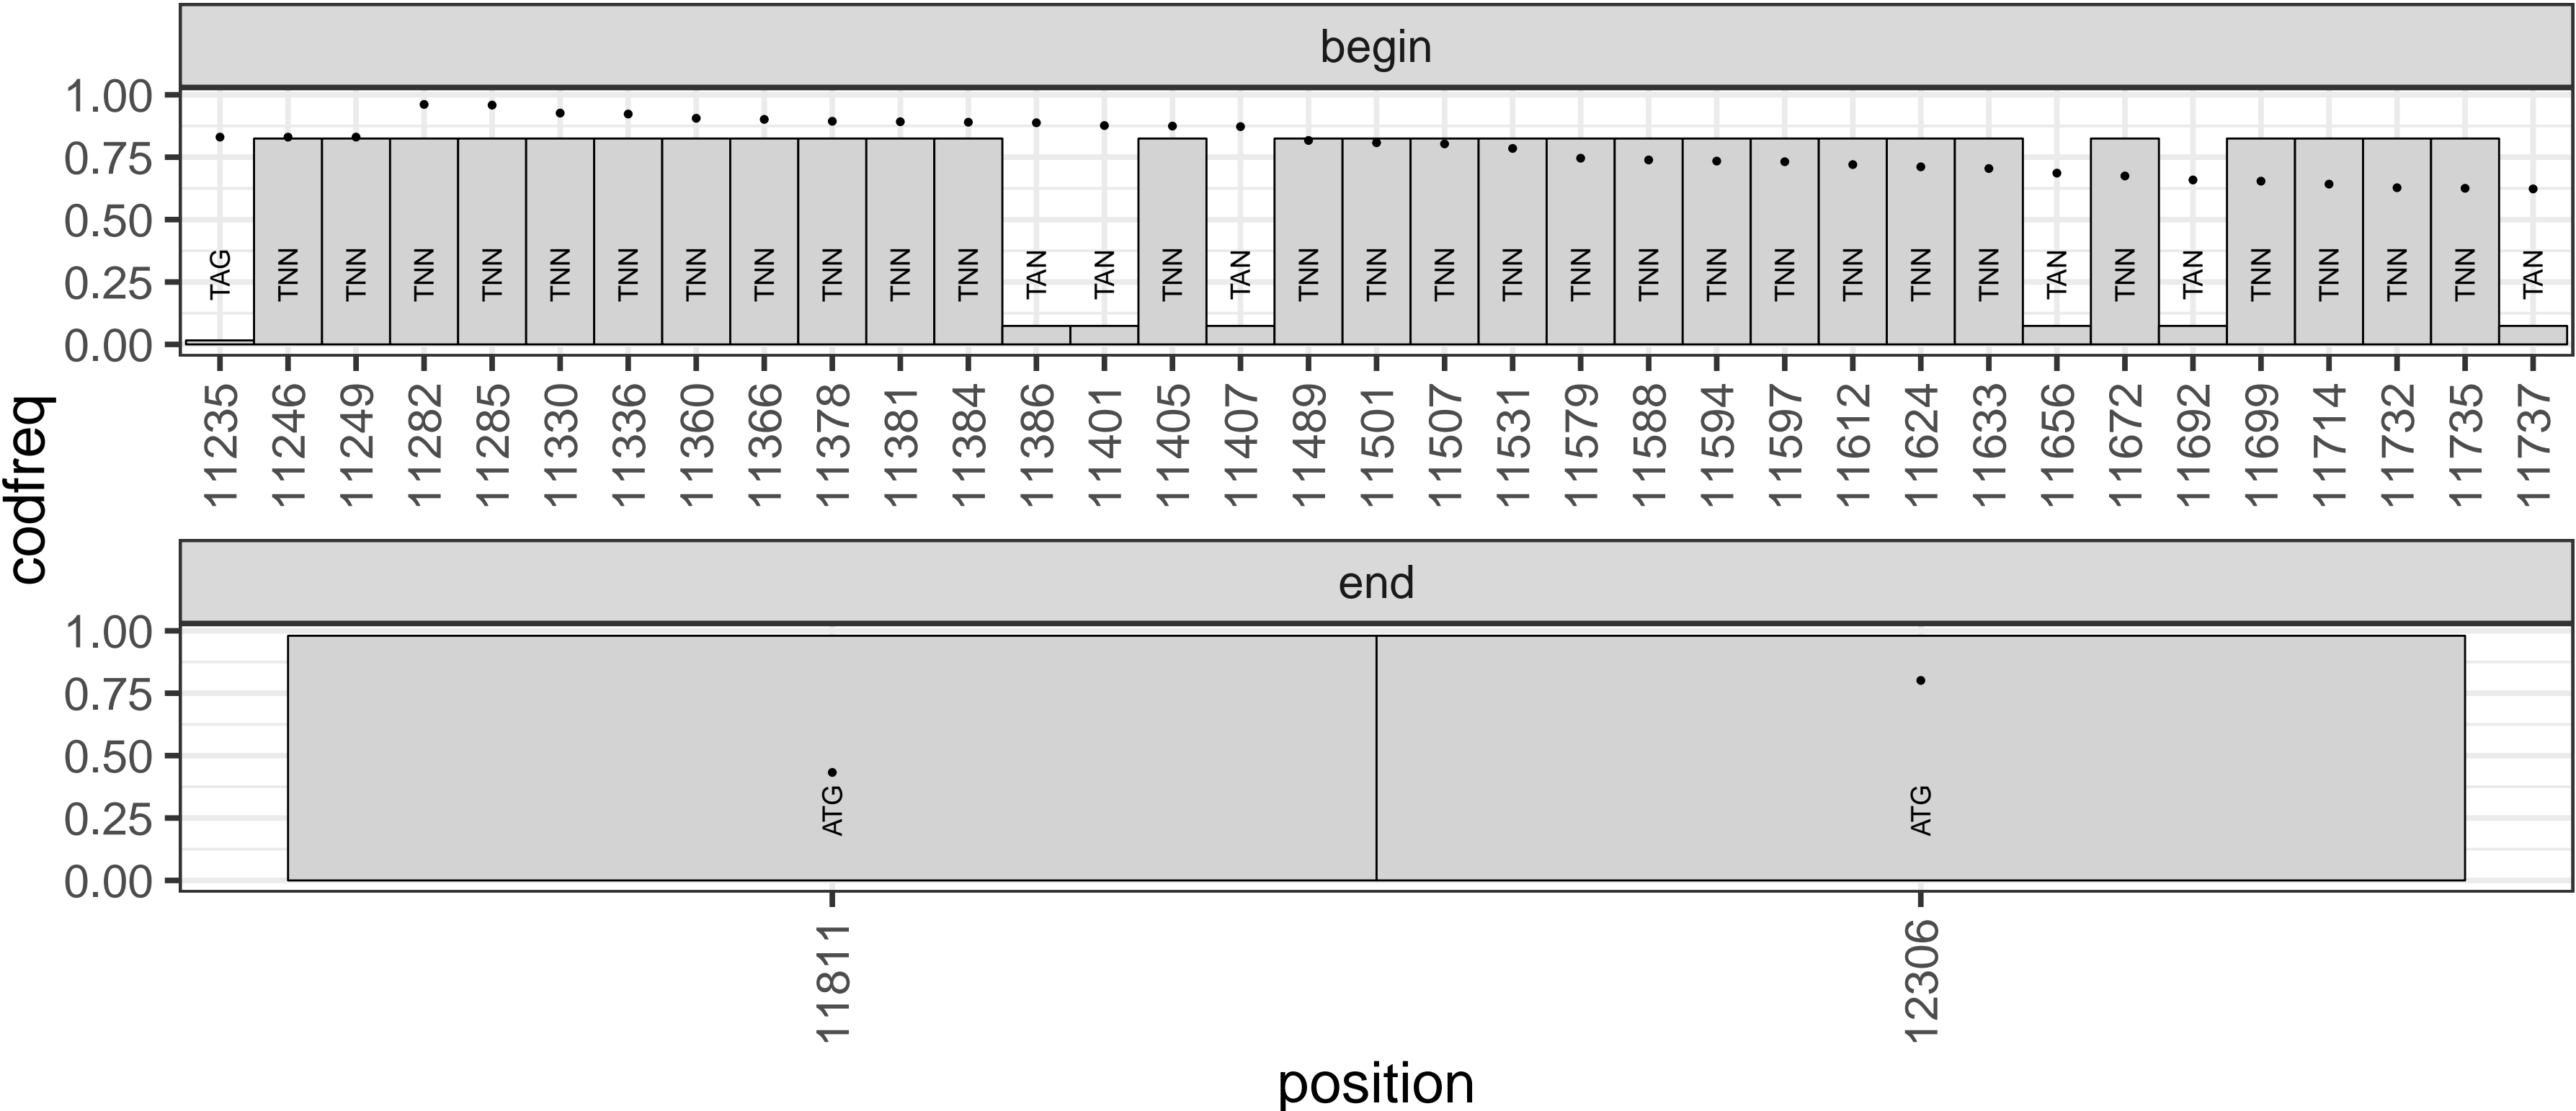 begin
1.00
0.75
0.50
0.25
0.00
TAG TNN TNN TNN TNN TNN TNN TNN TNN TNN TNN TNN TAN TAN TNN TAN TNN TNN TNN TNN TNN TNN TNN TNN TNN TNN TNN TAN TNN TAN TNN TNN TNN TNN TAN
11235 11246 11249 11282 11285 11330 11336 11360 11366 11378 11381 11384 11386 11401 11405 11407 11489 11501 11507 11531 11579 11588 11594 11597 11612 11624 11633 11656 11672 11692 11699 11714 11732 11735 11737
codfreq
end
1.00
0.75
0.50
0.25
0.00
ATG ATG
11811 12306
position